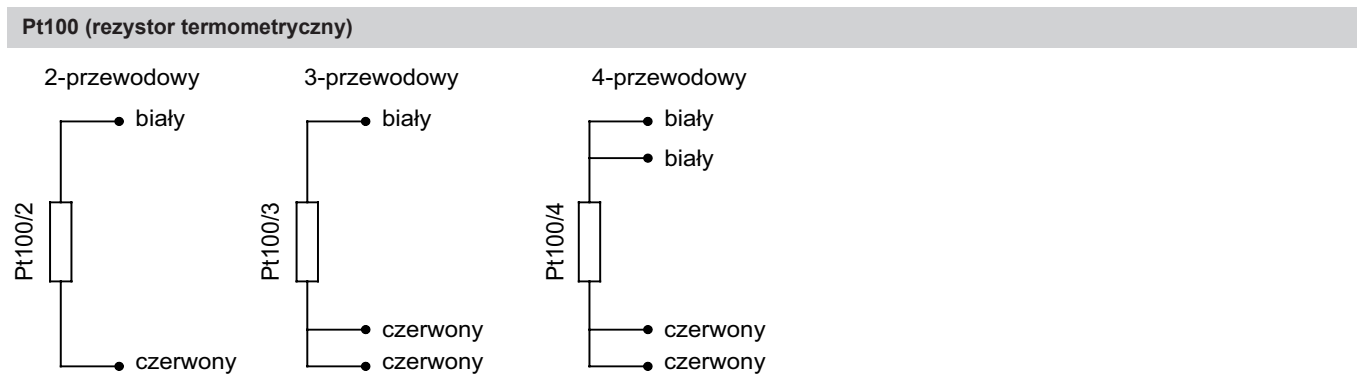 Pt100 (rezystor termometryczny)
2-przewodowy
biały
Pt100/2
czerwony
3-przewodowy
biały
Pt100/3
czerwony
czerwony
4-przewodowy
biały
biały
Pt100/4
czerwony
czerwony